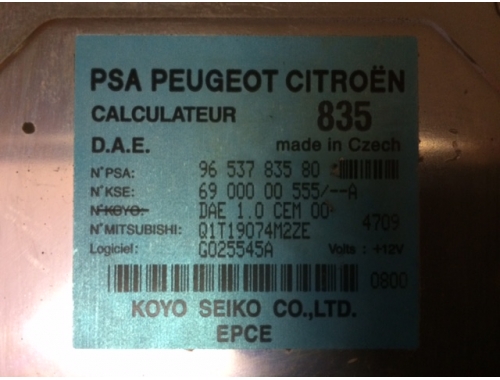 PSA PEUGEOT CITROËN
CALCULATEUR 835
D.A.E. made in Czech
N°PSA: 96 537 835 80
N°KSE: 69 000 00 555/--A
N°KOYO: DAE 1.0 CEM 00
4709
N°MITSUBISHI: Q1T19074M2ZE
Logiciel: G025545A Volts : +12V
0800
KOYO SEIKO CO.,LTD.
EPCE